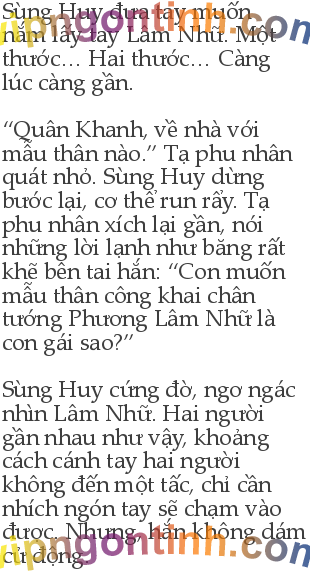 Sùng Huy đưa tay muốn
nắm lấy tay Lâm Nhữ. Một
thước… Hai thước… Càng
lúc càng gần.
“Quân Khanh, về nhà với
mẫu thân nào.” Tạ phu nhân
quát nhỏ. Sùng Huy dừng
bước lại, cơ thể run rẩy. Tạ
phu nhân xích lại gần, nói
những lời lạnh như băng rất
khẽ bên tai hắn: “Con muốn
mẫu thân công khai chân
tướng Phương Lâm Nhữ là
con gái sao?”
Sùng Huy cứng đờ, ngơ ngác
nhìn Lâm Nhữ. Hai người
gần nhau như vậy, khoảng
cách cánh tay hai người
không đến một tấc, chỉ cần
nhích ngón tay sẽ chạm vào
được. Nhưng, hắn không dám
cử động.
vipngontinh.com
vipngontinh.com